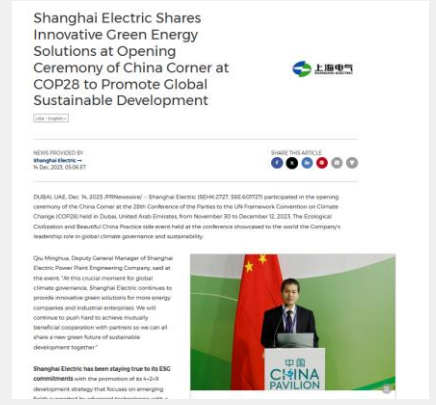 Shanghai Electric Shares
Innovative Green Energy
Solutions at Opening
Ceremony of China Corner at
COP28 to Promote Global
Sustainable Development
上海电气
SHANGHAI ELECTRIC
USA - English
NEWS PROVIDED BY
Shanghai Electric →
14 Dec, 2023, 05:06 ET
SHARE THIS ARTICLE
DUBAI, UAE, Dec. 14, 2023 /PRNewswire/ -- Shanghai Electric (SEHK:2727, SSE:601727) participated in the opening
ceremony of the China Corner at the 28th Conference of the Parties to the UN Framework Convention on Climate
Change (COP28) held in Dubai, United Arab Emirates, from November 30 to December 12, 2023. The Ecological
Civilization and Beautiful China Practice side event held at the conference showcased to the world the Company's
leadership role in global climate governance and sustainability.
Qiu Minghua, Deputy General Manager of Shanghai
Electric Power Plant Engineering Company, said at
the event: "At this crucial moment for global
climate governance, Shanghai Electric continues to
provide innovative green solutions for more energy
companies and industrial enterprises. We will
continue to push hard to achieve mutually
beneficial cooperation with partners so we can all
share a new green future of sustainable
development together."
中国
CHINA
PAVILION
Shanghai Electric has been staying true to its ESG
commitments with the promotion of its 4+2+X
development strategy that focuses on emerging